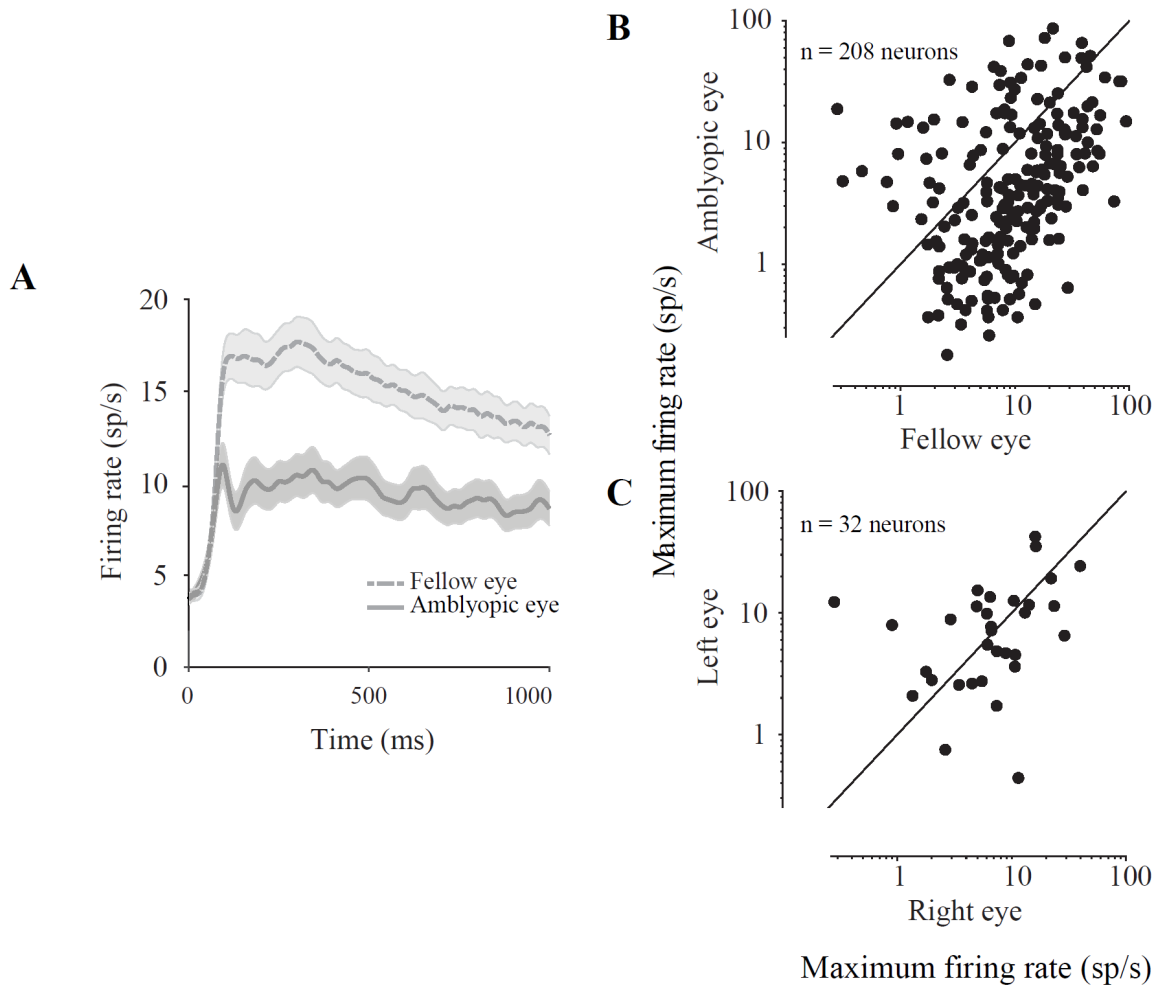 A
20
15
10
5
0
Firing rate (sp/s)
Fellow eye
Amblyopic eye
0 500 1000
Time (ms)
B
100
10
1
n = 208 neurons
Amblyopic eye
1 10 100
Fellow eye
Maximum firing rate (sp/s)
C
100
10
1
n = 32 neurons
Left eye
1 10 100
Right eye
Maximum firing rate (sp/s)